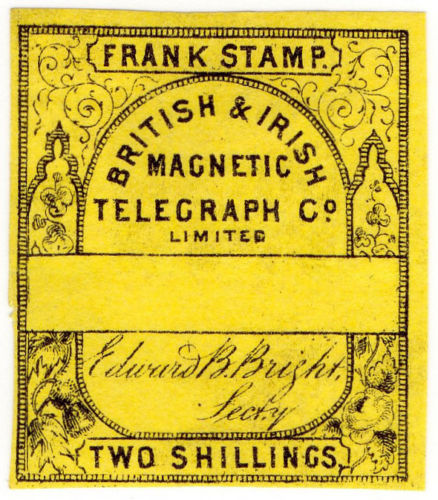 FRANK STAMP.
BRITISH & IRISH
MAGNETIC
TELEGRAPH Co
LIMITED
Edward B. Bright,
Secty
TWO SHILLINGS,